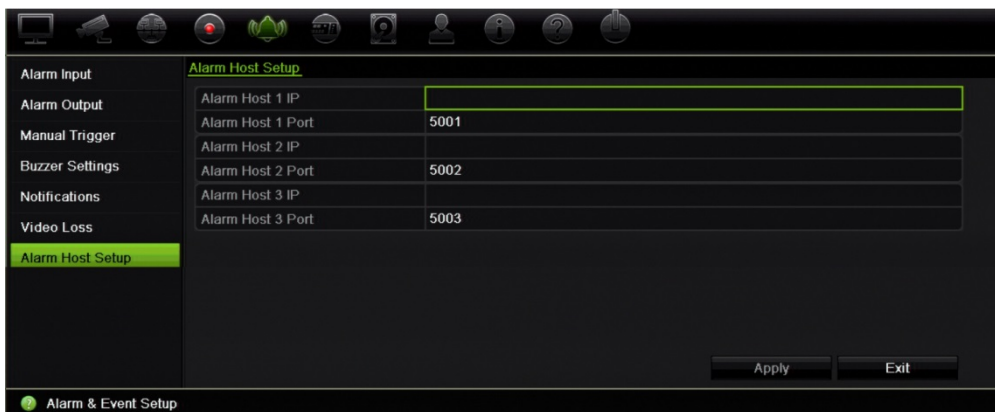 Alarm Input
Alarm Output
Manual Trigger
Buzzer Settings
Notifications
Video Loss
Alarm Host Setup
Alarm Host Setup
Alarm Host 1 IP
Alarm Host 1 Port 5001
Alarm Host 2 IP
Alarm Host 2 Port 5002
Alarm Host 3 IP
Alarm Host 3 Port 5003
Apply Exit
Alarm & Event Setup